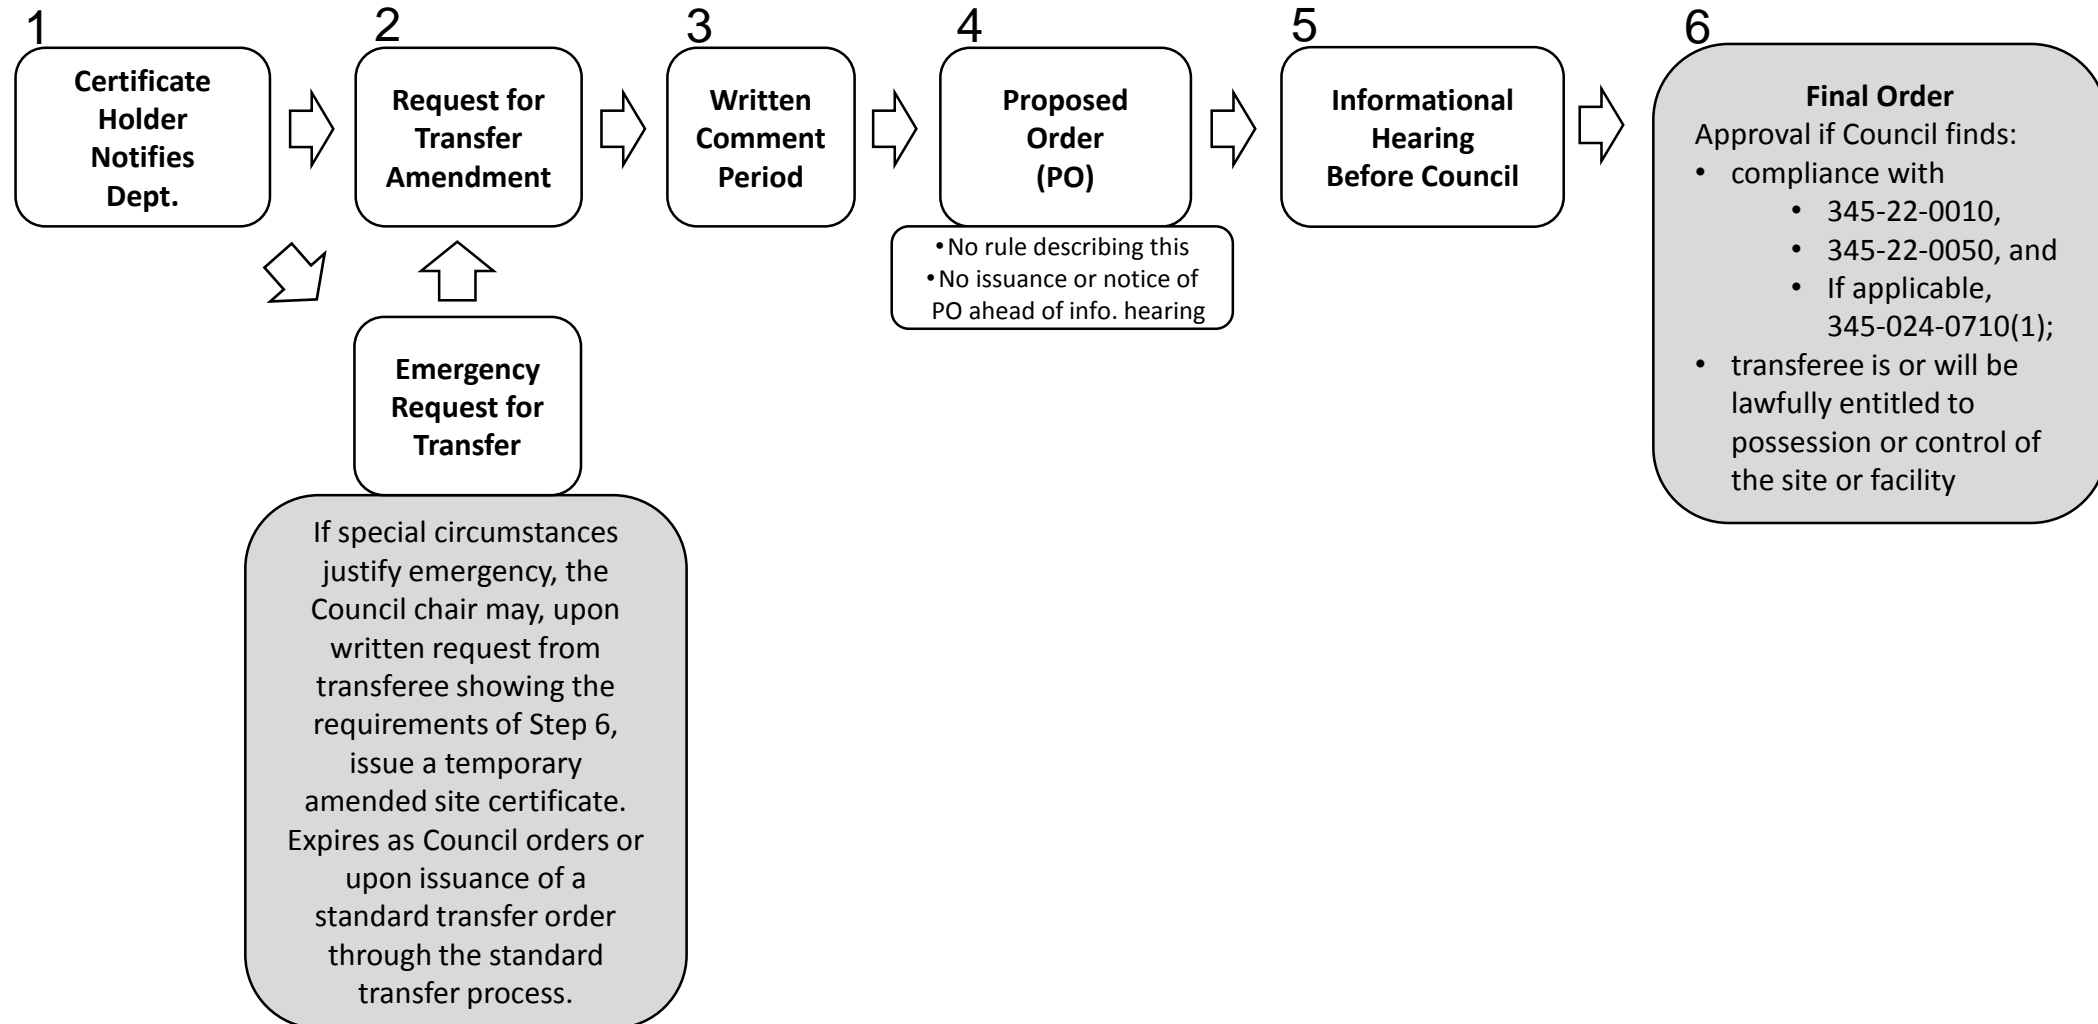 1
Certificate
Holder
Notifies
Dept.
2
Request for
Transfer
Amendment
3
Written
Comment
Period
4
Proposed
Order
(PO)
• No rule describing this
• No issuance or notice of
PO ahead of info. hearing
5
Informational
Hearing
Before Council
6
Final Order
Approval if Council finds:
• compliance with
• 345-22-0010,
• 345-22-0050, and
• If applicable,
345-024-0710(1);
• transferee is or will be
lawfully entitled to
possession or control of
the site or facility
Emergency
Request for
Transfer
If special circumstances
justify emergency, the
Council chair may, upon
written request from
transferee showing the
requirements of Step 6,
issue a temporary
amended site certificate.
Expires as Council orders or
upon issuance of a
standard transfer order
through the standard
transfer process.